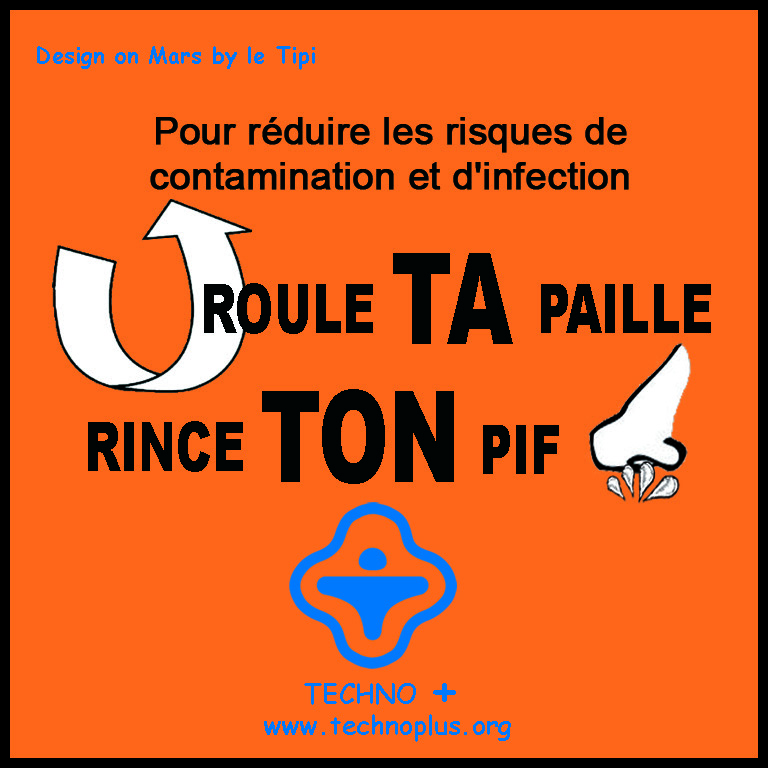 Design on Mars by le Tipi
Pour réduire les risques de
contamination et d'infection
ROULE TA PAILLE
RINCE TON PIF
TECHNO +
www.technoplus.org